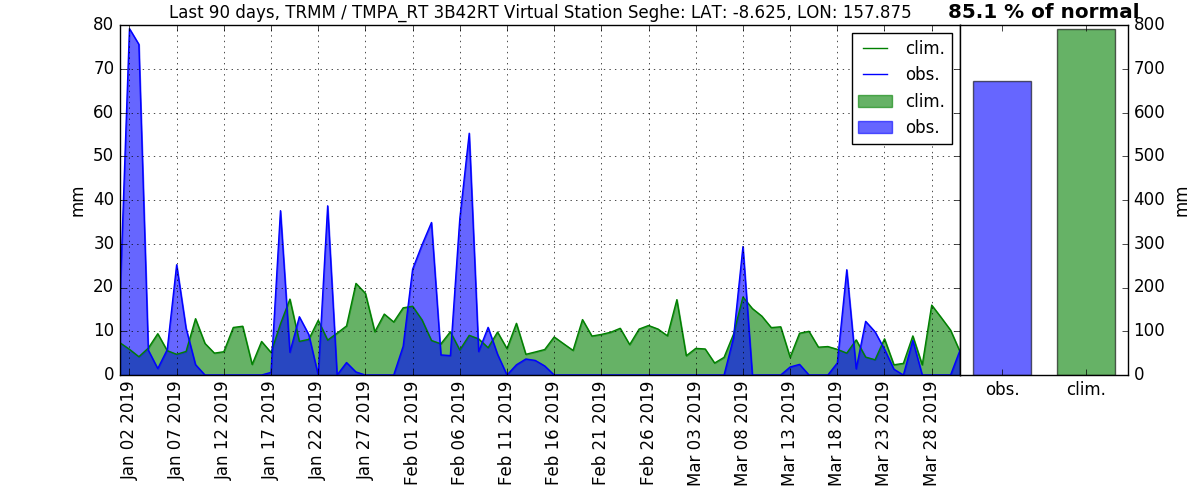 Last 90 days, TRMM / TMPA_RT 3B42RT Virtual Station Seghe: LAT: -8.625, LON: 157.875
85.1 % of normal
80
70
60
50
40
30
20
10
0
mm
clim.
obs.
clim.
obs.
800
700
600
500
400
300
200
100
0
mm
Jan 02 2019
Jan 07 2019
Jan 12 2019
Jan 17 2019
Jan 22 2019
Jan 27 2019
Feb 01 2019
Feb 06 2019
Feb 11 2019
Feb 16 2019
Feb 21 2019
Feb 26 2019
Mar 03 2019
Mar 08 2019
Mar 13 2019
Mar 18 2019
Mar 23 2019
Mar 28 2019
obs.
clim.